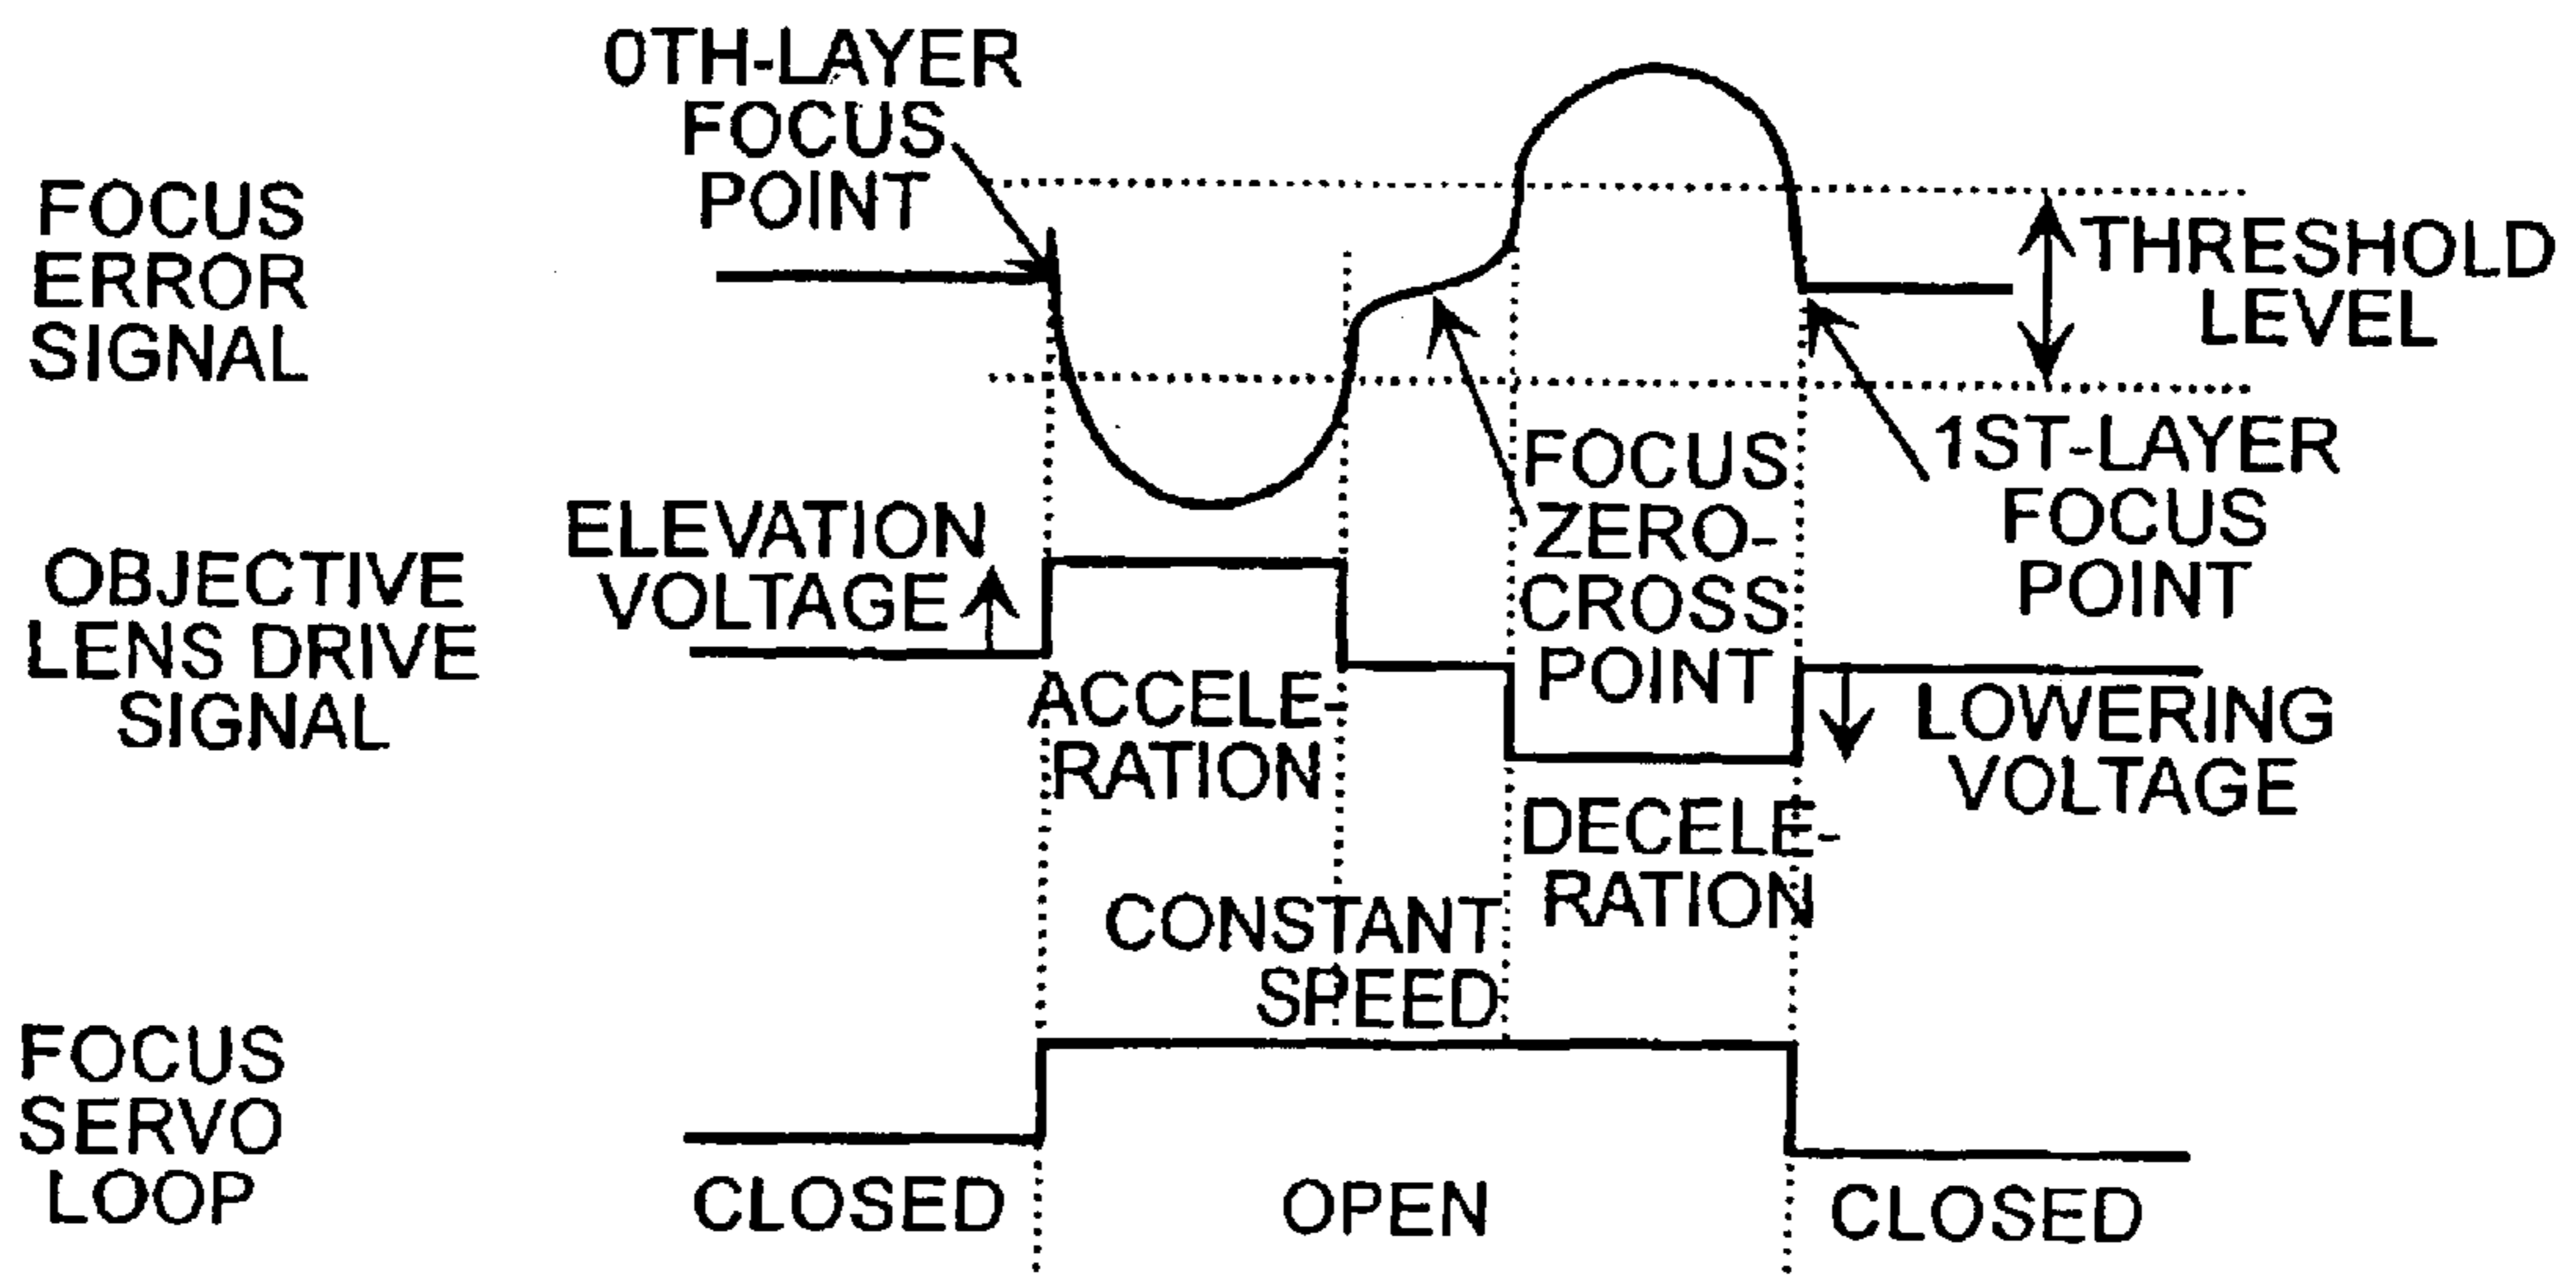 0TH-LAYER
FOCUS
POINT
FOCUS
ERROR
SIGNAL
THRESHOLD
LEVEL
1ST-LAYER
FOCUS
POINT
FOCUS
ZERO-
CROSS
POINT
ELEVATION
VOLTAGE
OBJECTIVE
LENS DRIVE
SIGNAL
ACCELE-
RATION
LOWERING
VOLTAGE
DECELE-
RATION
CONSTANT
SPEED
FOCUS
SERVO
LOOP
CLOSED
OPEN
CLOSED